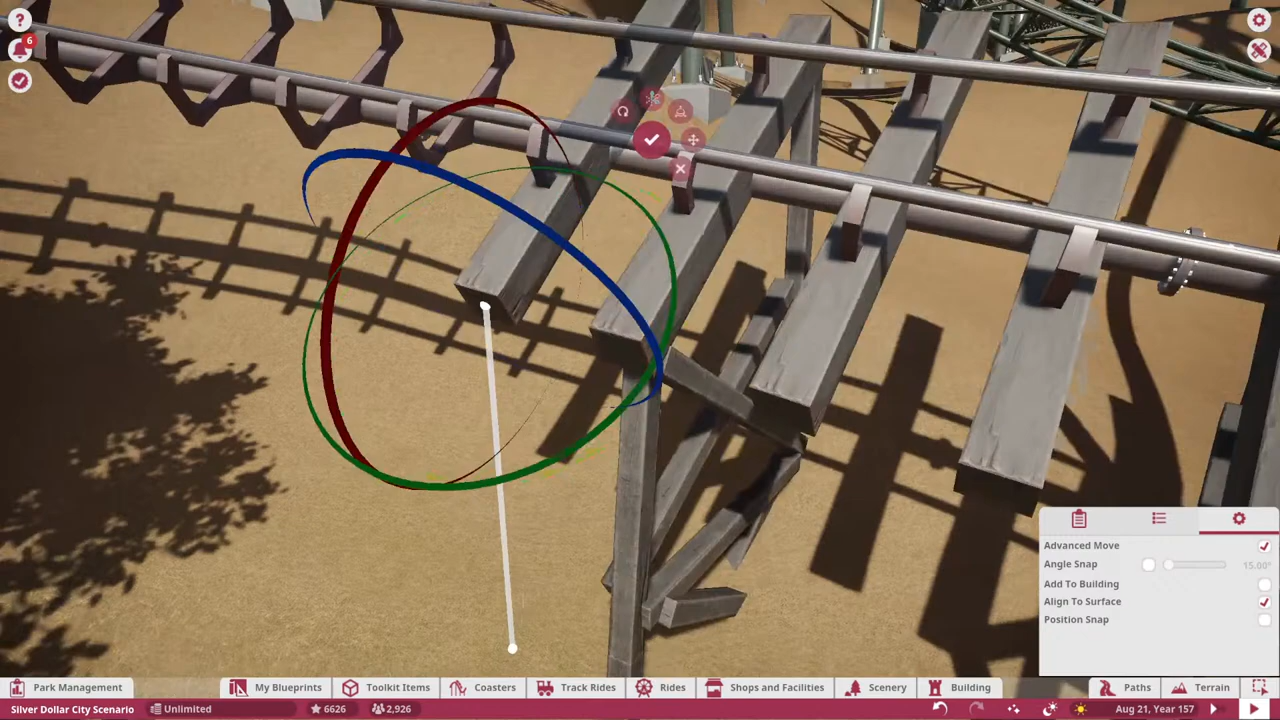 ?
6
Advanced Move
Angle Snap 15.00°
Add To Building
Align To Surface
Position Snap
Park Management My Blueprints Toolkit Items Coasters Track Rides Rides Shops and Facilities Scenery Building Paths Terrain
Silver Dollar City Scenario Unlimited 6626 2,926 Aug 21, Year 157